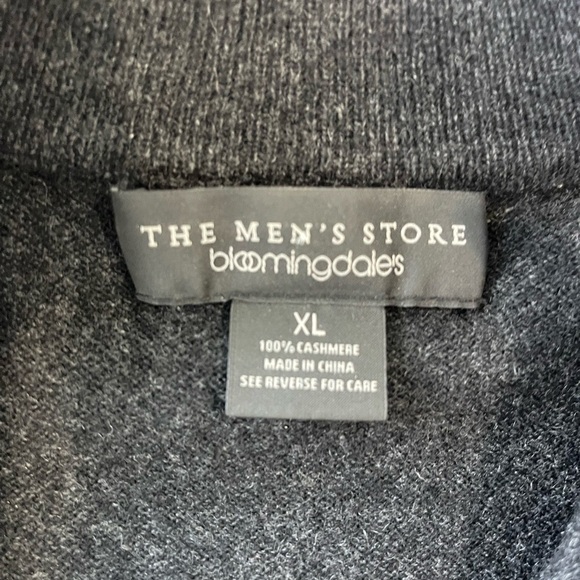 THE MEN'S STORE
bloomingdale's
XL
100% CASHMERE
MADE IN CHINA
SEE REVERSE FOR CARE